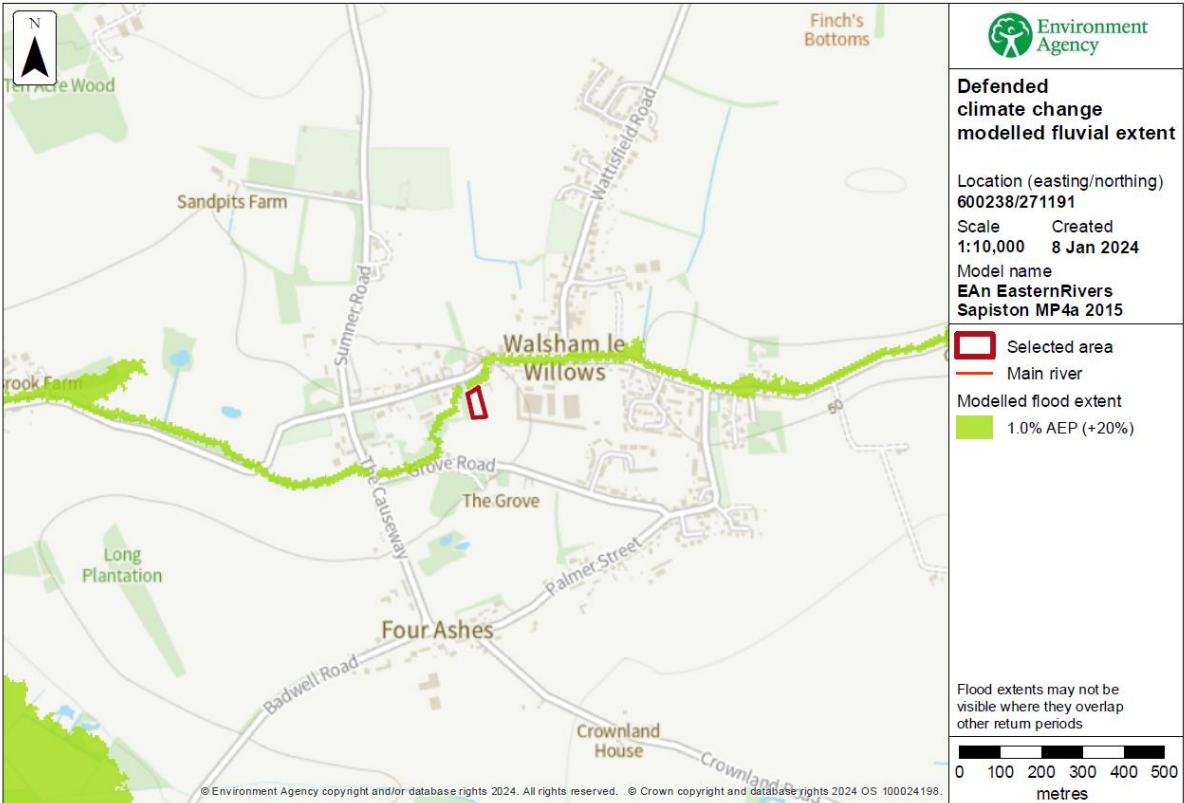 N
Finch's
Bottoms
Ten Acre Wood
Wattisfield Road
Sandpits Farm
Sumner Road
Walsham le
Willows
rook Farm
50
Grove Road
The Causeway
The Grove
Long
Plantation
Palmer Street
Four Ashes
Badwell Road
Crownland
House
Crownland Road
© Environment Agency copyright and/or database rights 2024. All rights reserved. © Crown copyright and database rights 2024 OS 100024198.
Environment
Agency
Defended
climate change
modelled fluvial extent
Location (easting/northing)
600238/271191
Scale Created
1:10,000 8 Jan 2024
Model name
EAn EasternRivers
Sapiston MP4a 2015
Selected area
Main river
Modelled flood extent
1.0% AEP (+20%)
Flood extents may not be
visible where they overlap
other return periods
0 100 200 300 400 500
metres